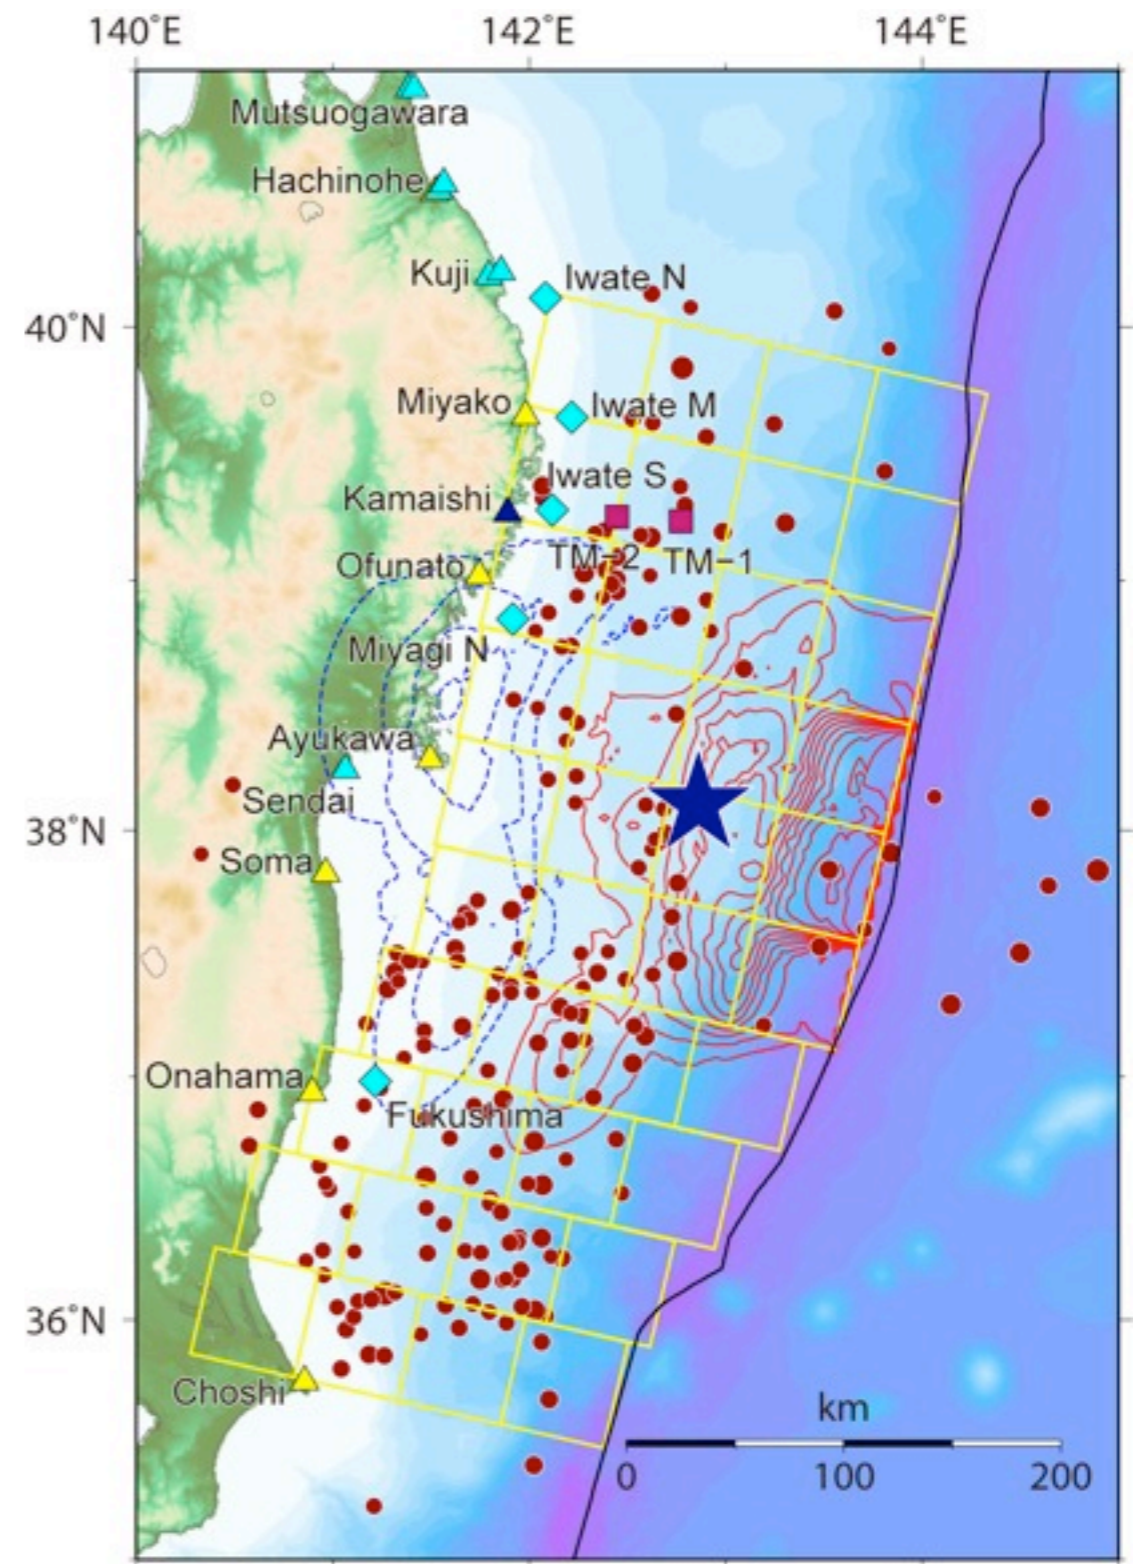 140°E 142°E 144°E
Mutsuogawara
Hachinohe
Kuji
Iwate N
40°N
Miyako
Iwate M
Iwate S
Kamaishi
TM-2 TM-1
Ofunato
Miyagi N
Ayukawa
Sendai
38°N
Soma
Onahama
Fukushima
36°N
Choshi
km
0 100 200